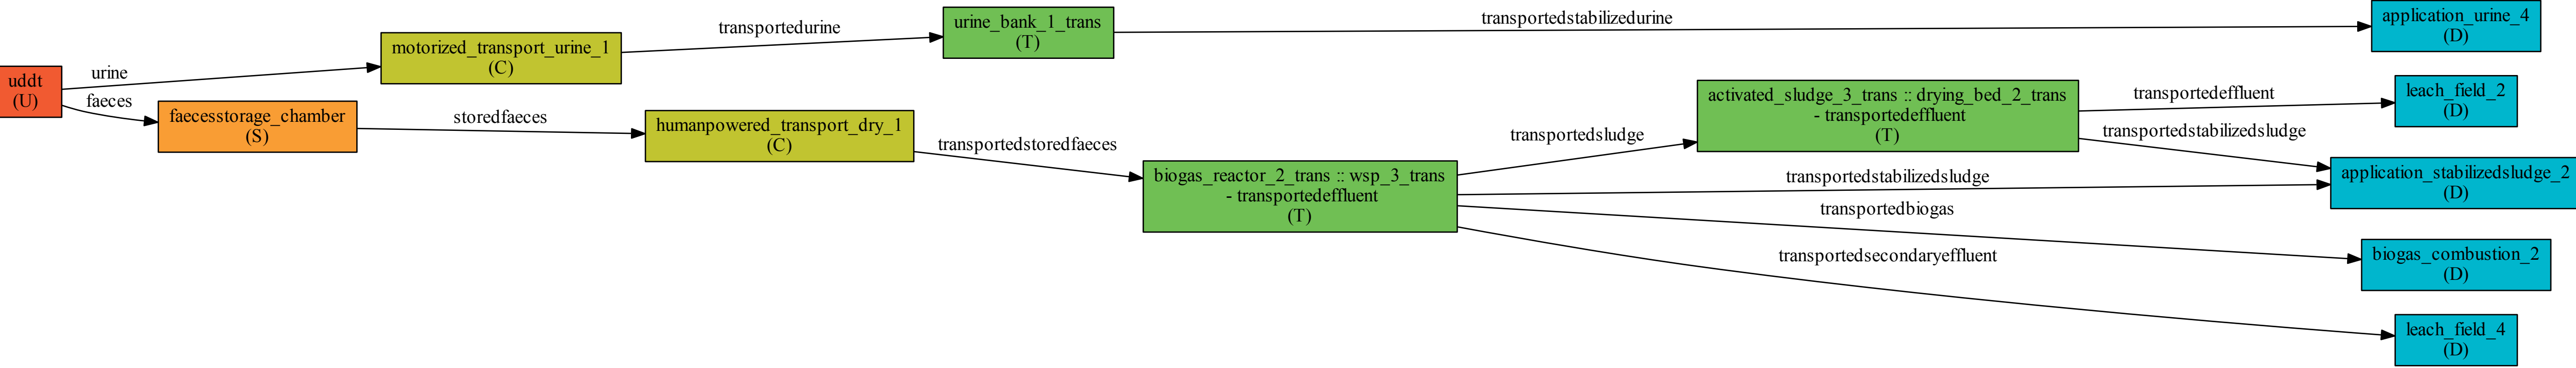 uddt
(U)
urine
faeces
motorized_transport_urine_1
(C)
faecesstorage_chamber
(S)
transportedurine
storedfaeces
urine_bank_1_trans
(T)
humanpowered_transport_dry_1
(C)
transportedstoredfaeces
transportedstabilizedurine
biogas_reactor_2_trans :: wsp_3_trans
- transportedeffluent
(T)
transportedsludge
activated_sludge_3_trans :: drying_bed_2_trans
- transportedeffluent
(T)
transportedeffluent
transportedstabilizedsludge
transportedstabilizedsludge
transportedbiogas
transportedsecondaryeffluent
application_urine_4
(D)
leach_field_2
(D)
application_stabilizedsludge_2
(D)
biogas_combustion_2
(D)
leach_field_4
(D)